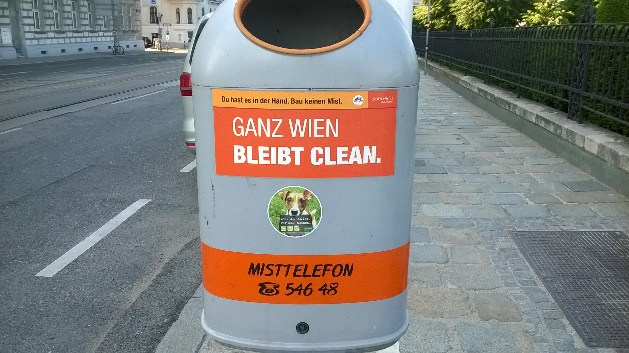 Du hast es in der Hand. Bau keinen Mist.
GANZ WIEN
BLEIBT CLEAN.
MISTTELEFON
546 48